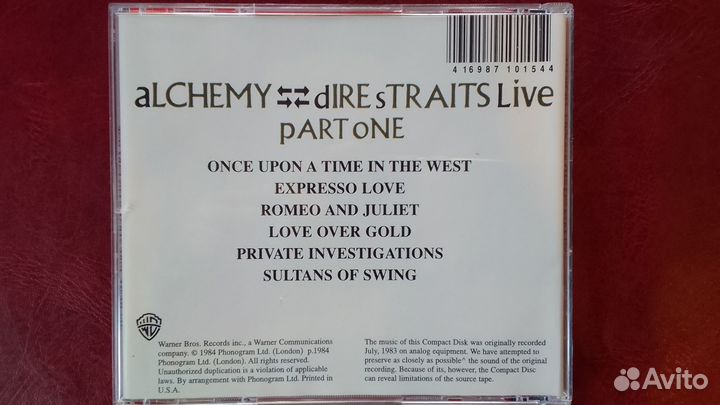 4 16987 101544
aLCHEMY dIRE sTRAITS Live
pART oNE
ONCE UPON A TIME IN THE WEST
EXPRESSO LOVE
ROMEO AND JULIET
LOVE OVER GOLD
PRIVATE INVESTIGATIONS
SULTANS OF SWING
Warner Bros. Records inc., a Warner Communications
company. © 1984 Phonogram Ltd. (London) p.1984
Phonogram Ltd. (London). All rights reserved.
Unauthorized duplication is a violation of applicable
laws. By arrangement with Phonogram Ltd. Printed in
U.S.A.
The music of this Compact Disk was originally recorded
July, 1983 on analog equipment. We have attempted to
preserve as closely as possible^ the sound of the original
recording. Because of its, however, the Compact Disc
can reveal limitations of the source tape.
Avito